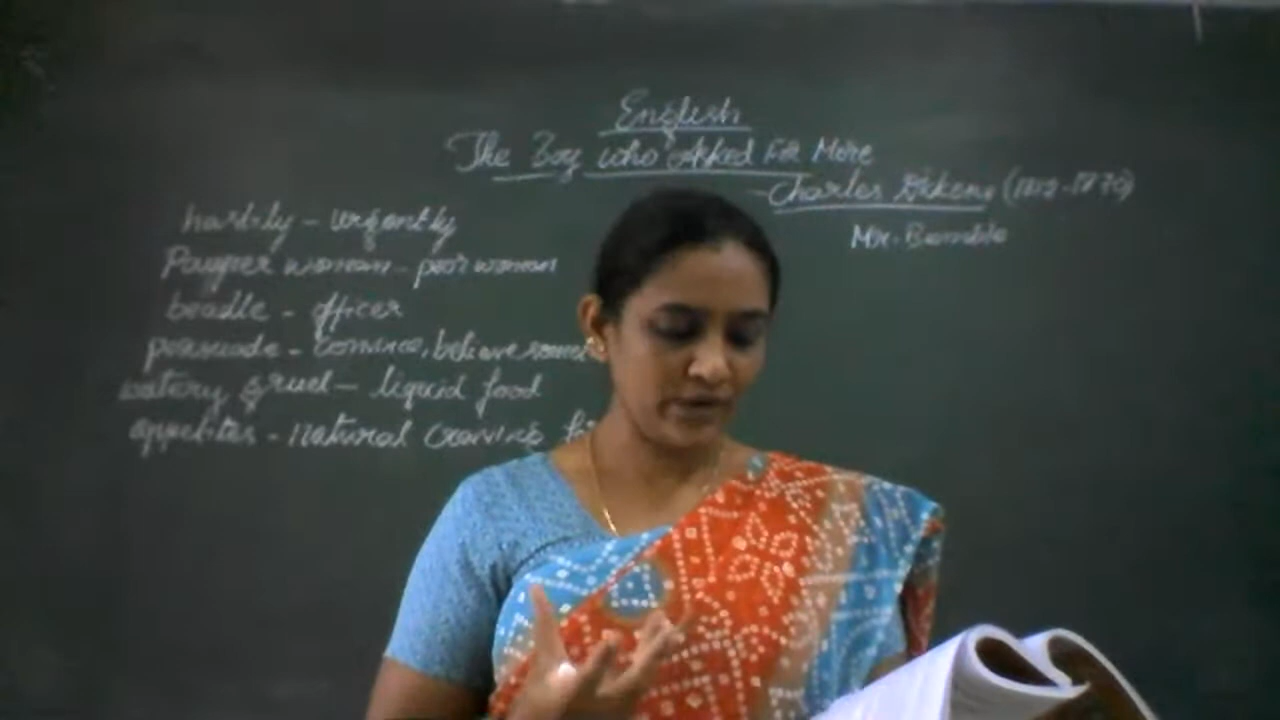 English
The Boy who Asked For More
Charles Dickens (1812-1870)
Mr. Bumble
hastily - urgently
Pauper woman - poor woman
beadle - officer
persuade - convince, believe
watery gruel - liquid food
appetites - natural craving